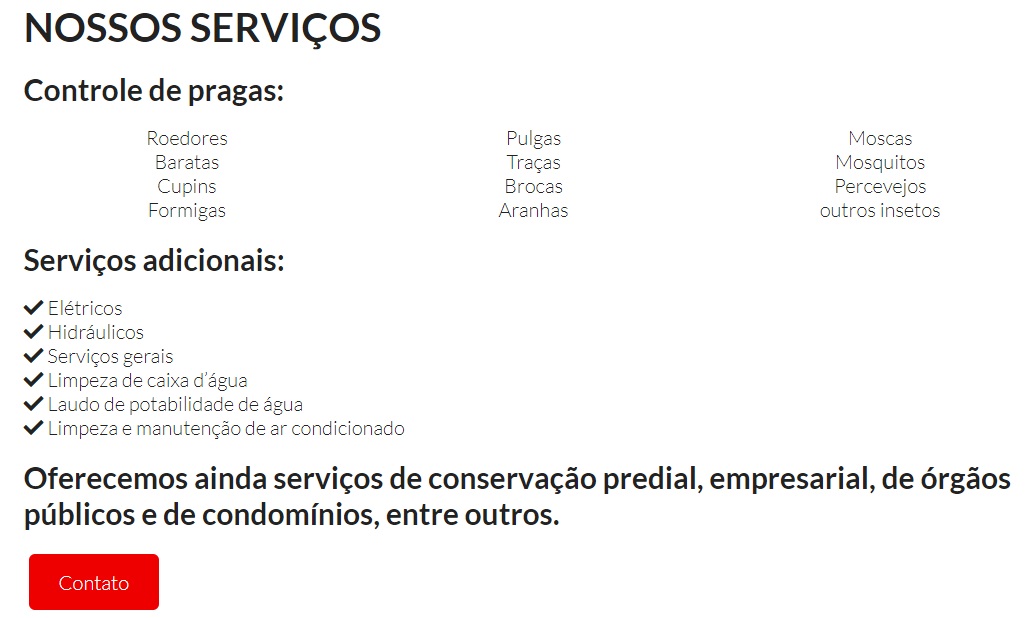 NOSSOS SERVIÇOS
Controle de pragas:
Roedores
Baratas
Cupins
Formigas
Pulgas
Traças
Brocas
Aranhas
Moscas
Mosquitos
Percevejos
outros insetos
Serviços adicionais:
Elétricos
Hidráulicos
Serviços gerais
Limpeza de caixa d’água
Laudo de potabilidade de água
Limpeza e manutenção de ar condicionado
Oferecemos ainda serviços de conservação predial, empresarial, de órgãos
públicos e de condomínios, entre outros.
Contato